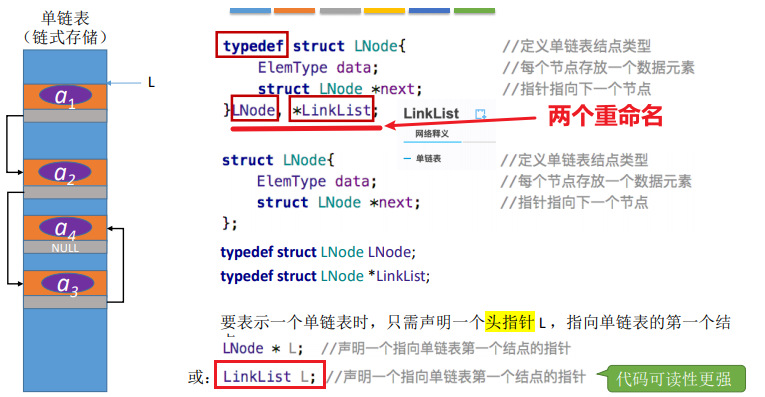 单链表
（链式存储）
L
a1
a2
a4
NULL
a3
typedef struct LNode{ //定义单链表结点类型
ElemType data; //每个节点存放一个数据元素
struct LNode *next; //指针指向下一个节点
}LNode, *LinkList;
LinkList
网络释义
单链表
两个重命名
struct LNode{ //定义单链表结点类型
ElemType data; //每个节点存放一个数据元素
struct LNode *next; //指针指向下一个节点
};
typedef struct LNode LNode;
typedef struct LNode *LinkList;
要表示一个单链表时，只需声明一个头指针 L ，指向单链表的第一个结
LNode * L; //声明一个指向单链表第一个结点的指针
或: LinkList L; //声明一个指向单链表第一个结点的指针
代码可读性更强